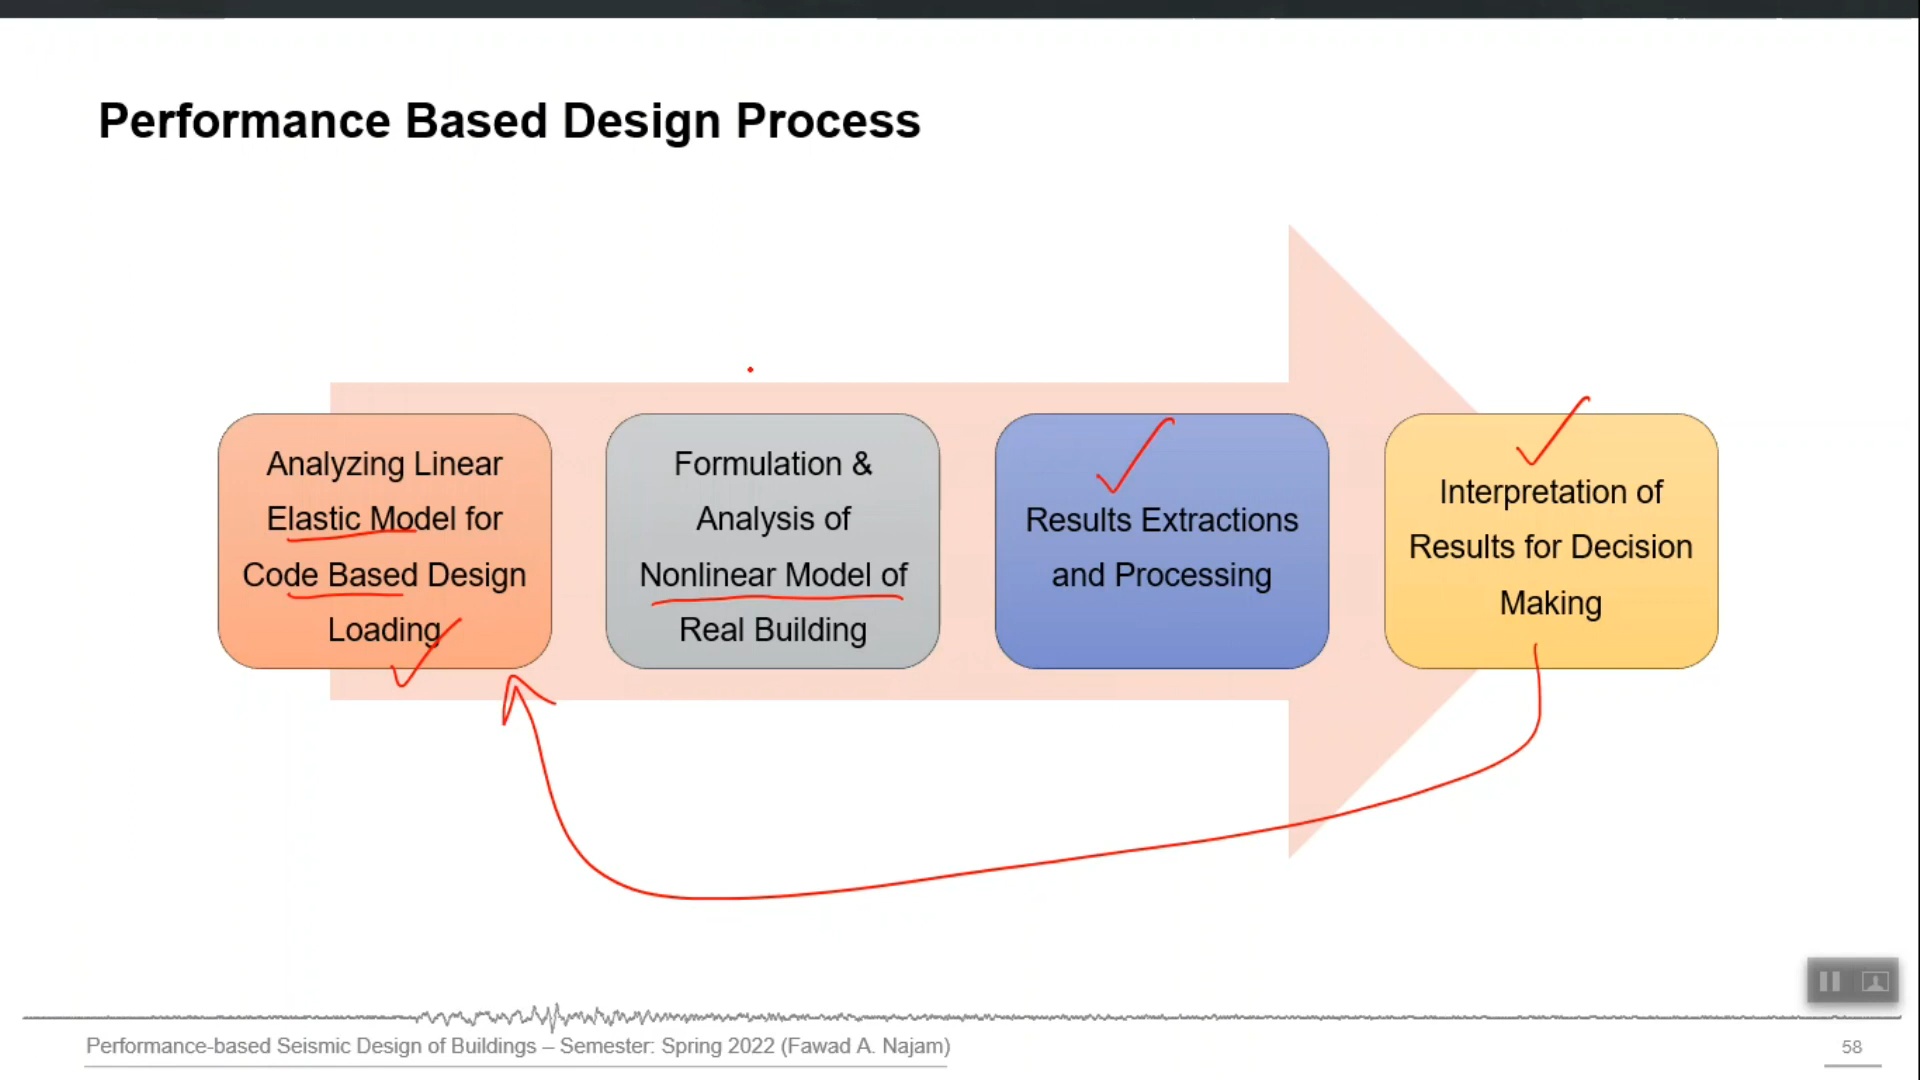 Performance Based Design Process
Analyzing Linear
Elastic Model for
Code Based Design
Loading
Formulation &
Analysis of
Nonlinear Model of
Real Building
Results Extractions
and Processing
Interpretation of
Results for Decision
Making
Performance-based Seismic Design of Buildings – Semester: Spring 2022 (Fawad A. Najam)
58